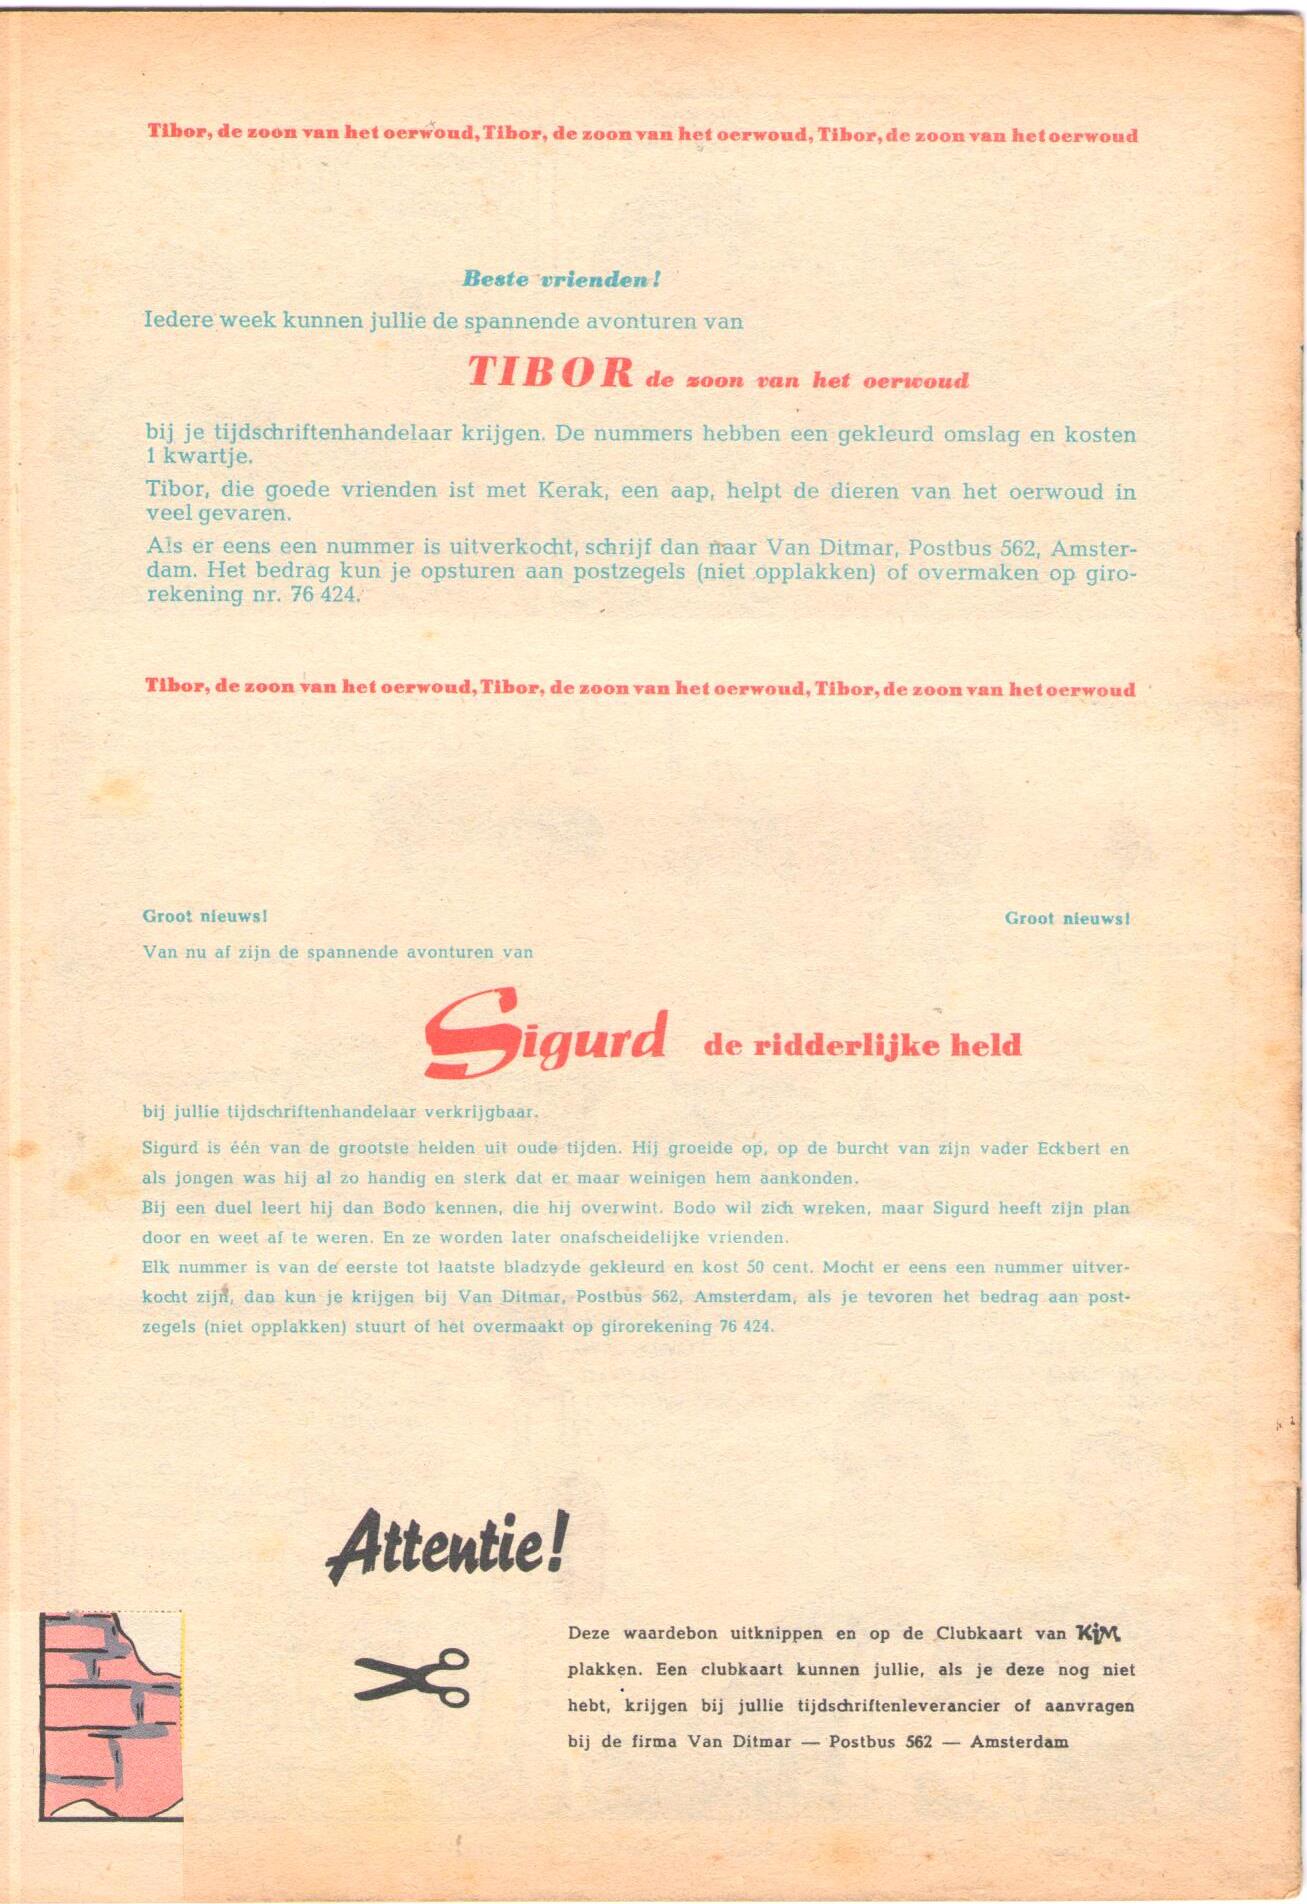 Tibor, de zoon van het oerwoud, Tibor, de zoon van het oerwoud, Tibor, de zoon van het oerwoud
Beste vrienden!
Iedere week kunnen jullie de spannende avonturen van
TIBOR de zoon van het oerwoud
bij je tijdschriftenhandelaar krijgen. De nummers hebben een gekleurd omslag en kosten
1 kwartje.
Tibor, die goede vrienden ist met Kerak, een aap, helpt de dieren van het oerwoud in
veel gevaren.
Als er eens een nummer is uitverkocht, schrijf dan naar Van Ditmar, Postbus 562, Amster-
dam. Het bedrag kun je opsturen aan postzegels (niet opplakken) of overmaken op giro-
rekening nr. 76 424.
Tibor, de zoon van het oerwoud, Tibor, de zoon van het oerwoud, Tibor, de zoon van het oerwoud
Groot nieuws! Groot nieuws!
Van nu af zijn de spannende avonturen van
Sigurd de ridderlijke held
bij jullie tijdschriftenhandelaar verkrijgbaar.
Sigurd is één van de grootste helden uit oude tijden. Hij groeide op, op de burcht van zijn vader Eckbert en
als jongen was hij al zo handig en sterk dat er maar weinigen hem aankonden.
Bij een duel leert hij dan Bodo kennen, die hij overwint. Bodo wil zich wreken, maar Sigurd heeft zijn plan
door en weet af te weren. En ze worden later onafscheidelijke vrienden.
Elk nummer is van de eerste tot laatste bladzyde gekleurd en kost 50 cent. Mocht er eens een nummer uitver-
kocht zijn, dan kun je krijgen bij Van Ditmar, Postbus 562, Amsterdam, als je tevoren het bedrag aan post-
zegels (niet opplakken) stuurt of het overmaakt op girorekening 76 424.
Attentie!
Deze waardebon uitknippen en op de Clubkaart van KiM
plakken. Een clubkaart kunnen jullie, als je deze nog niet
hebt, krijgen bij jullie tijdschriftenleverancier of aanvragen
bij de firma Van Ditmar — Postbus 562 — Amsterdam